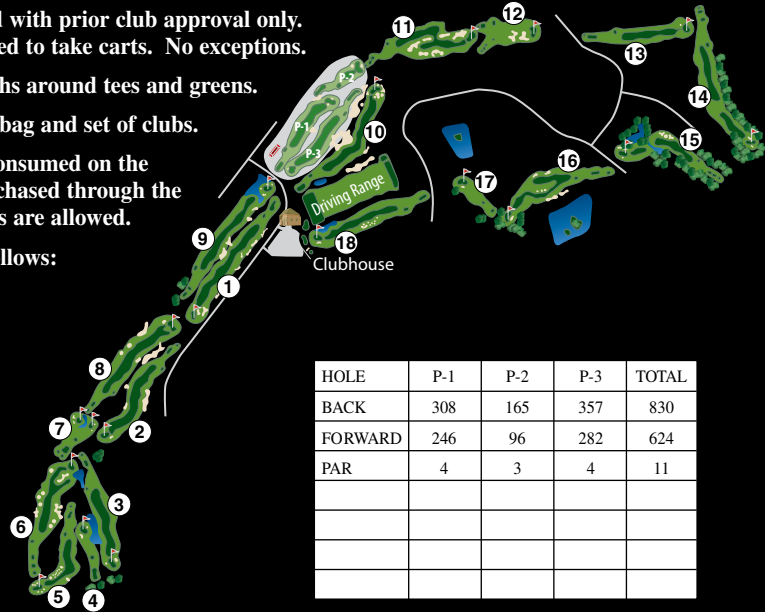 l with prior club approval only.
ed to take carts. No exceptions.
hs around tees and greens.
bag and set of clubs.
onsumed on the
chased through the
s are allowed.
llows:
11
12
13
14
P-2
P-1
P-3
10
15
16
17
Driving Range
18
Clubhouse
9
1
8
7
2
6
3
5
4
HOLE P-1 P-2 P-3 TOTAL
BACK 308 165 357 830
FORWARD 246 96 282 624
PAR 4 3 4 11